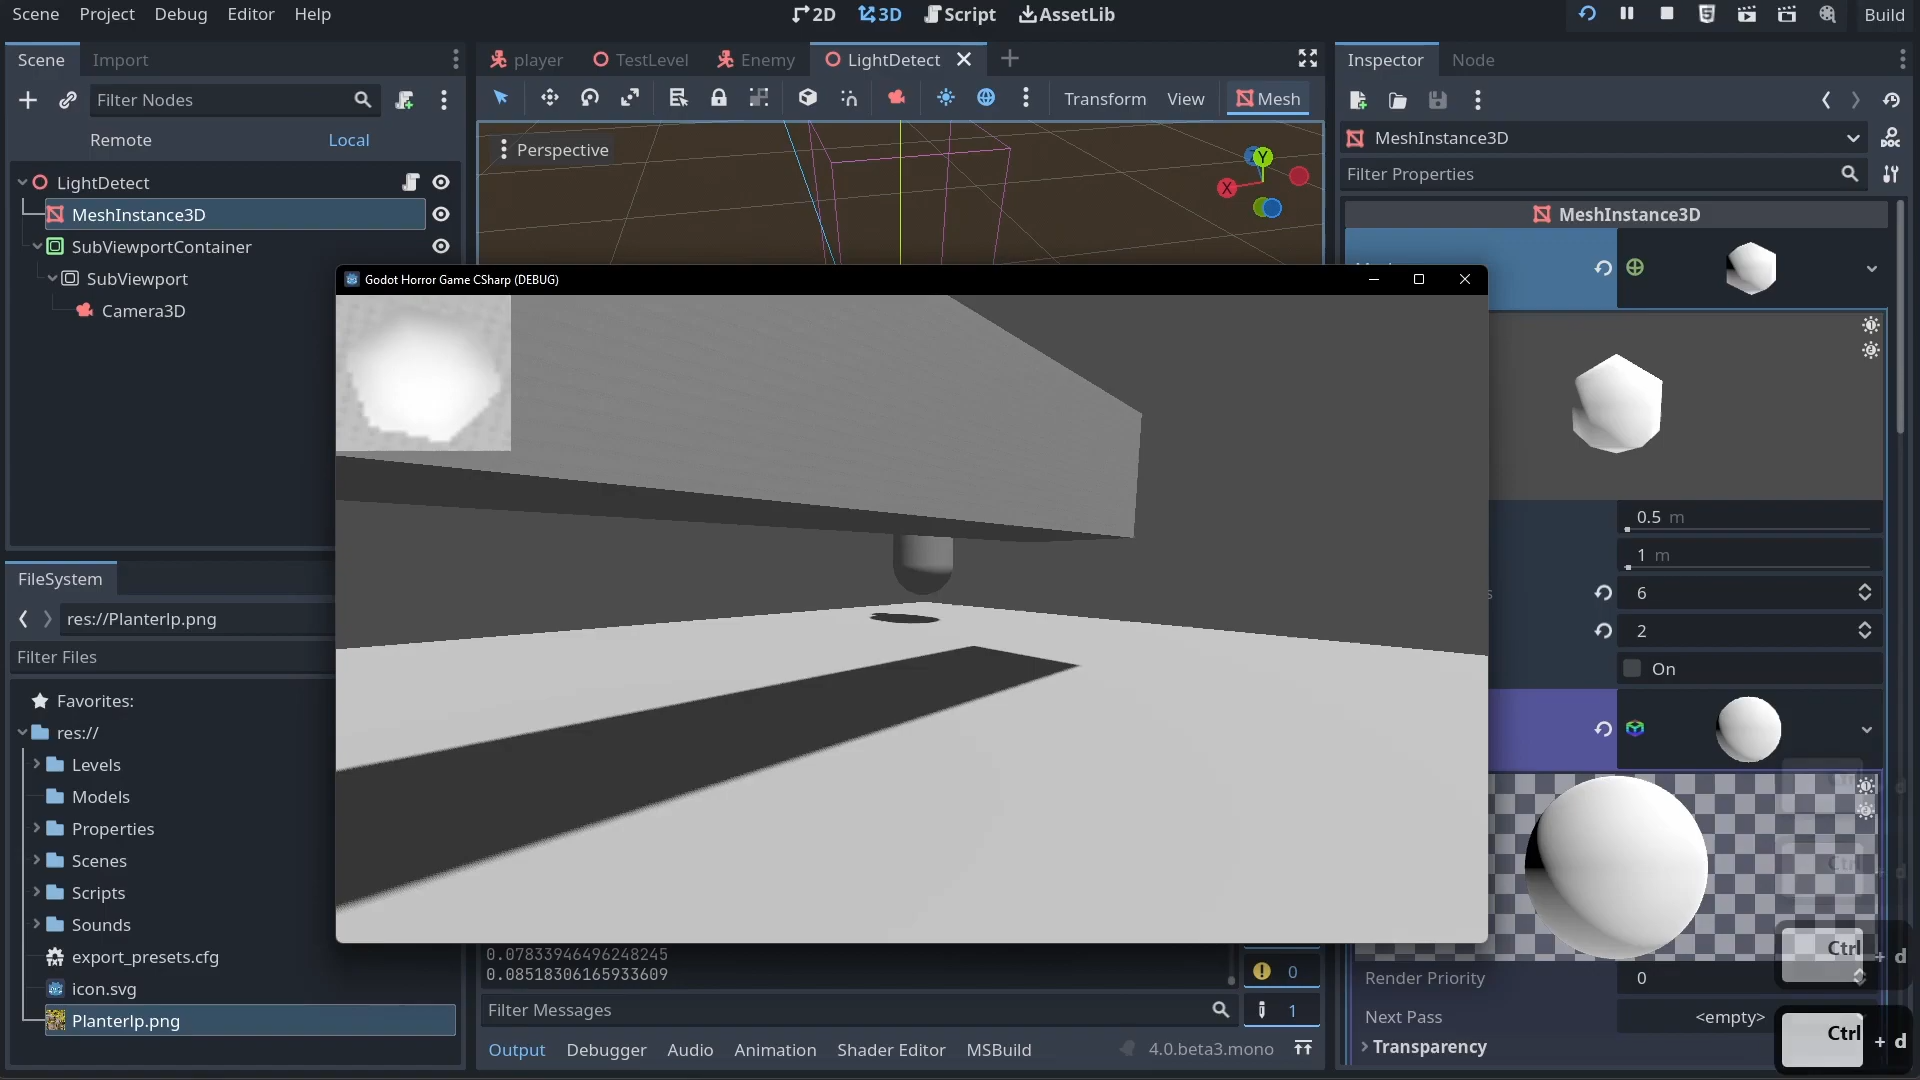 Scene Project Debug Editor Help
2D 3D Script AssetLib
Build
Scene Import
player TestLevel Enemy LightDetect
Inspector Node
Filter Nodes
Transform View Mesh
Remote Local
MeshInstance3D
Perspective
Filter Properties
LightDetect
MeshInstance3D
SubViewportContainer
SubViewport
Camera3D
MeshInstance3D
Y
X
Godot Horror Game CSharp (DEBUG)
0.5 m
1 m
s 6
2
On
FileSystem
res://PlanterIp.png
Filter Files
Favorites:
res://
Levels
Models
Properties
Scenes
Scripts
Sounds
export_presets.cfg
icon.svg
PlanterIp.png
0.07833946496248245
0.08518306165933609
0
Filter Messages
1
Output Debugger Audio Animation Shader Editor MSBuild 4.0.beta3.mono
Render Priority 0
Next Pass <empty>
Transparency
Ctrl + d
Ctrl + d